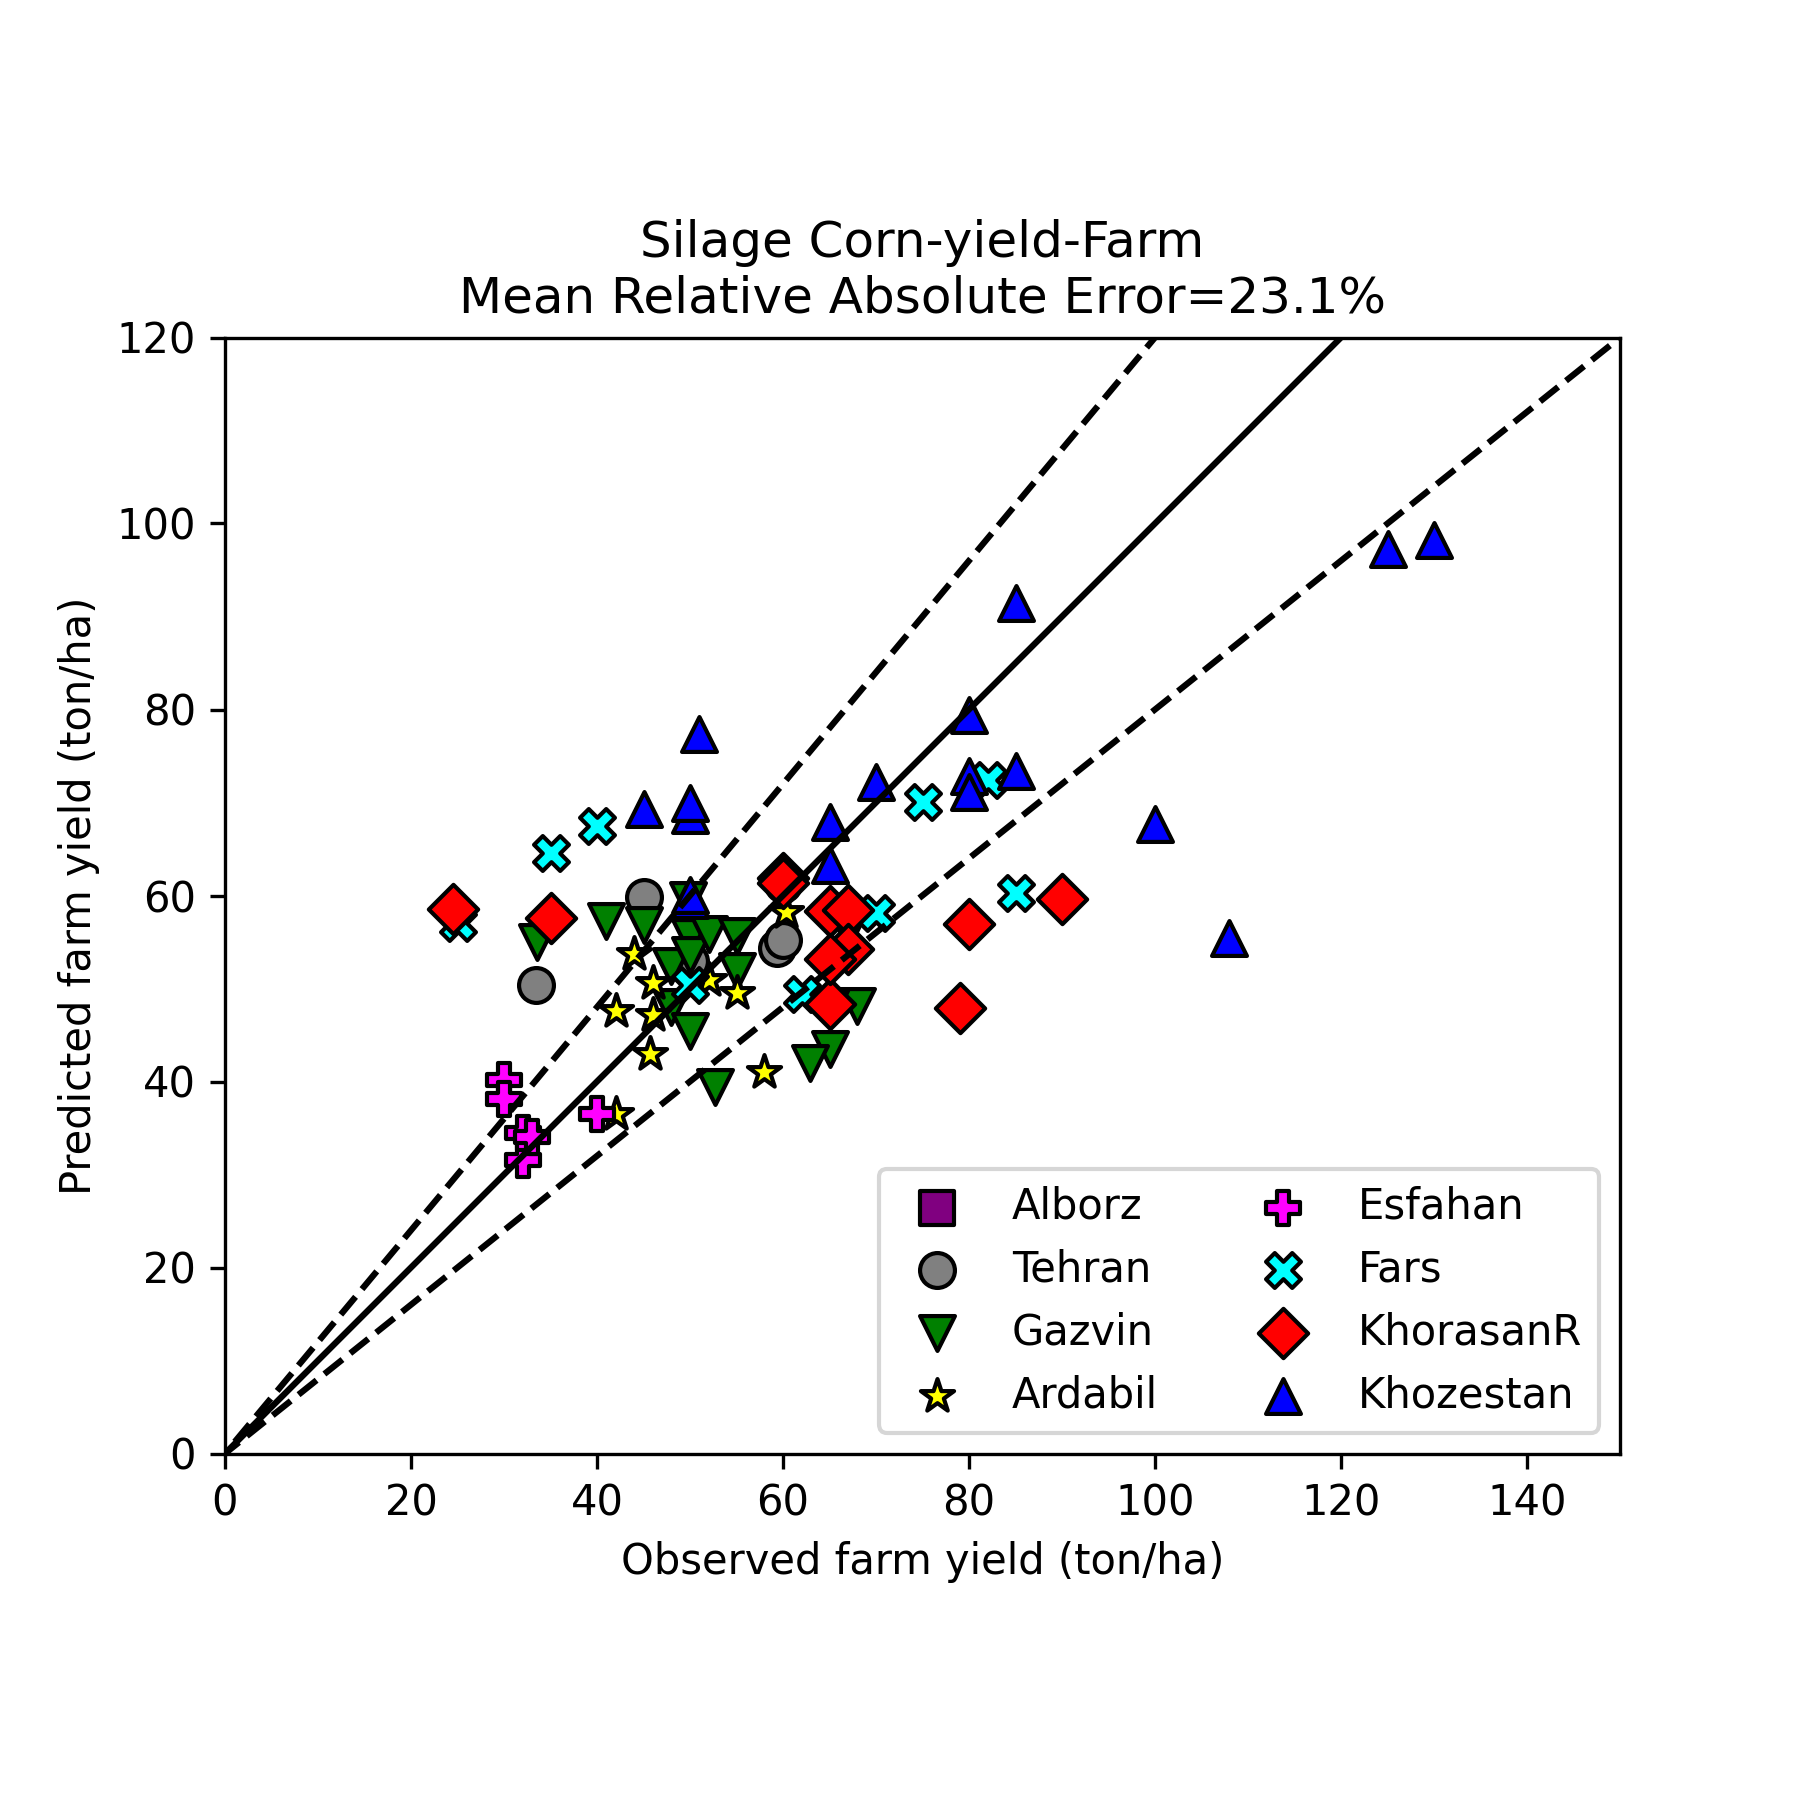 Silage Corn-yield-Farm
Mean Relative Absolute Error=23.1%
Predicted farm yield (ton/ha)
120
100
80
60
40
20
0
0 20 40 60 80 100 120 140
Observed farm yield (ton/ha)
Alborz
Tehran
Gazvin
Ardabil
Esfahan
Fars
KhorasanR
Khozestan